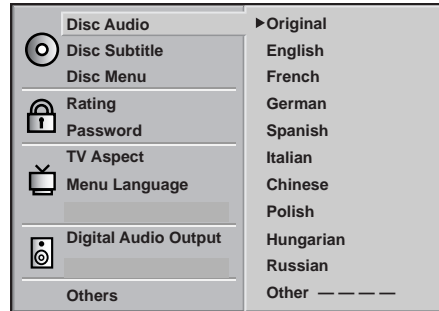 Disc Audio
Disc Subtitle
Disc Menu
Rating
Password
TV Aspect
Menu Language
Digital Audio Output
Others
Original
English
French
German
Spanish
Italian
Chinese
Polish
Hungarian
Russian
Other — — — —